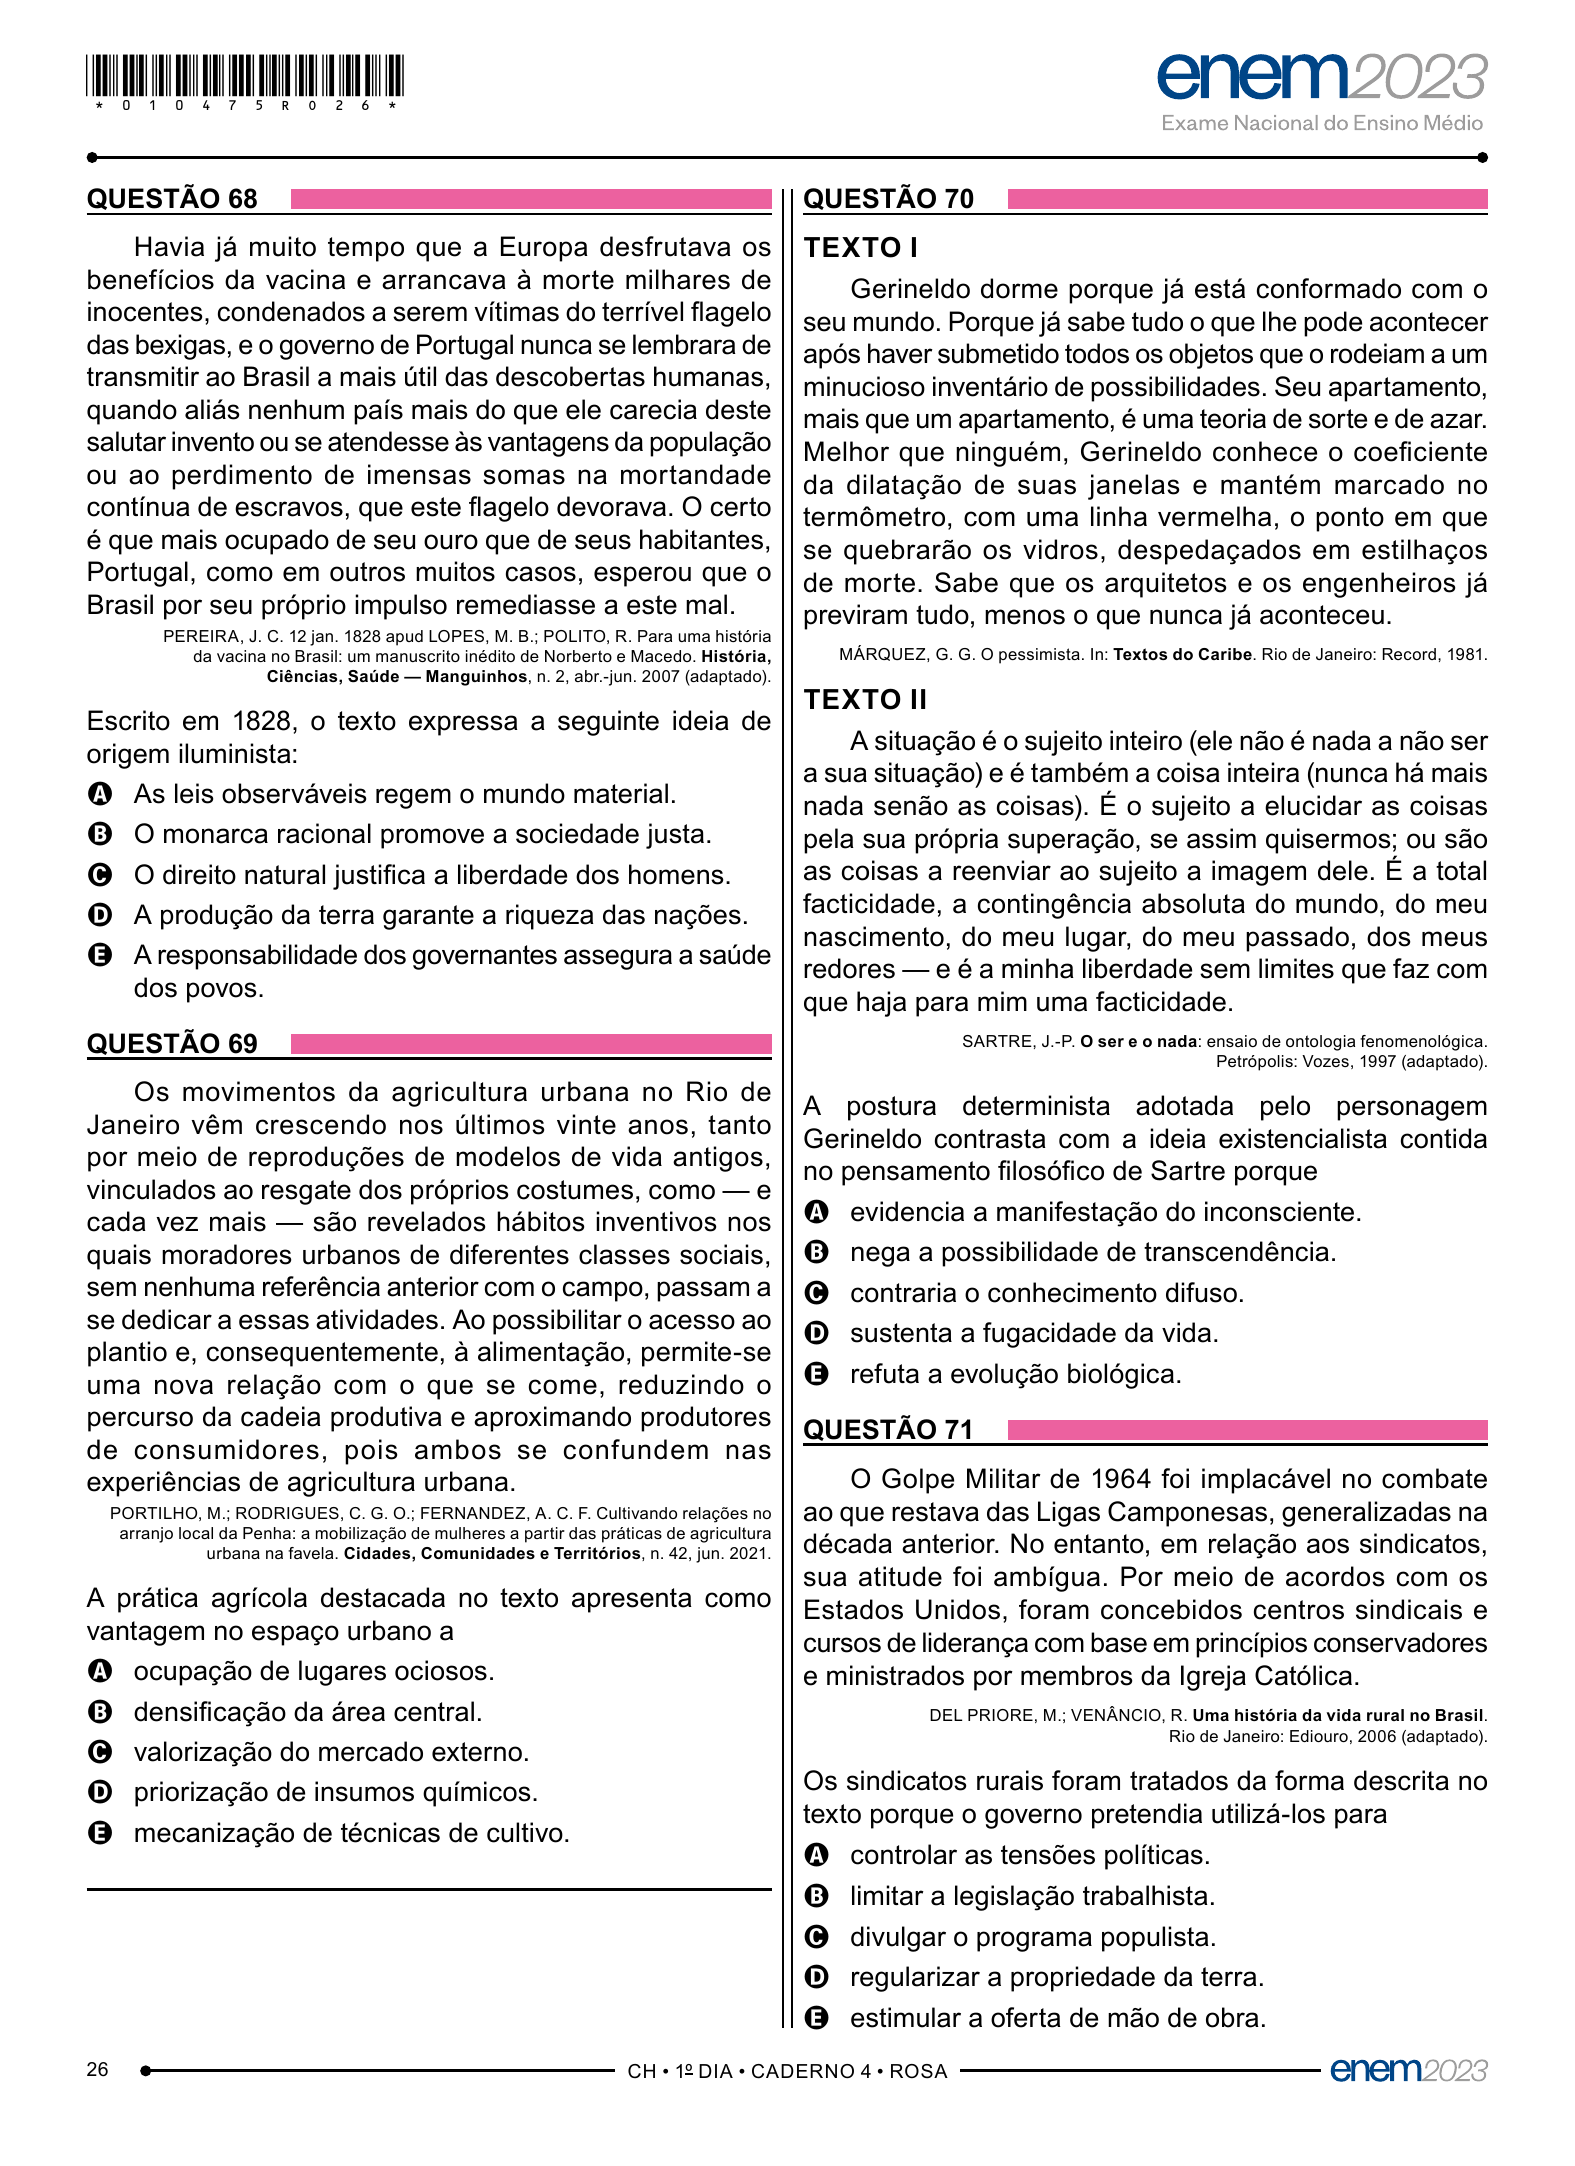 *010475R026*
enem2023
Exame Nacional do Ensino Médio
QUESTÃO 68
Havia já muito tempo que a Europa desfrutava os
benefícios da vacina e arrancava à morte milhares de
inocentes, condenados a serem vítimas do terrível flagelo
das bexigas, e o governo de Portugal nunca se lembrara de
transmitir ao Brasil a mais útil das descobertas humanas,
quando aliás nenhum país mais do que ele carecia deste
salutar invento ou se atendesse às vantagens da população
ou ao perdimento de imensas somas na mortandade
contínua de escravos, que este flagelo devorava. O certo
é que mais ocupado de seu ouro que de seus habitantes,
Portugal, como em outros muitos casos, esperou que o
Brasil por seu próprio impulso remediasse a este mal.
PEREIRA, J. C. 12 jan. 1828 apud LOPES, M. B.; POLITO, R. Para uma história
da vacina no Brasil: um manuscrito inédito de Norberto e Macedo. História,
Ciências, Saúde — Manguinhos, n. 2, abr.-jun. 2007 (adaptado).
Escrito em 1828, o texto expressa a seguinte ideia de
origem iluminista:
A As leis observáveis regem o mundo material.
B O monarca racional promove a sociedade justa.
C O direito natural justifica a liberdade dos homens.
D A produção da terra garante a riqueza das nações.
E A responsabilidade dos governantes assegura a saúde
dos povos.
QUESTÃO 69
Os movimentos da agricultura urbana no Rio de
Janeiro vêm crescendo nos últimos vinte anos, tanto
por meio de reproduções de modelos de vida antigos,
vinculados ao resgate dos próprios costumes, como — e
cada vez mais — são revelados hábitos inventivos nos
quais moradores urbanos de diferentes classes sociais,
sem nenhuma referência anterior com o campo, passam a
se dedicar a essas atividades. Ao possibilitar o acesso ao
plantio e, consequentemente, à alimentação, permite-se
uma nova relação com o que se come, reduzindo o
percurso da cadeia produtiva e aproximando produtores
de consumidores, pois ambos se confundem nas
experiências de agricultura urbana.
PORTILHO, M.; RODRIGUES, C. G. O.; FERNANDEZ, A. C. F. Cultivando relações no
arranjo local da Penha: a mobilização de mulheres a partir das práticas de agricultura
urbana na favela. Cidades, Comunidades e Territórios, n. 42, jun. 2021.
A prática agrícola destacada no texto apresenta como
vantagem no espaço urbano a
A ocupação de lugares ociosos.
B densificação da área central.
C valorização do mercado externo.
D priorização de insumos químicos.
E mecanização de técnicas de cultivo.
QUESTÃO 70
TEXTO I
Gerineldo dorme porque já está conformado com o
seu mundo. Porque já sabe tudo o que lhe pode acontecer
após haver submetido todos os objetos que o rodeiam a um
minucioso inventário de possibilidades. Seu apartamento,
mais que um apartamento, é uma teoria de sorte e de azar.
Melhor que ninguém, Gerineldo conhece o coeficiente
da dilatação de suas janelas e mantém marcado no
termômetro, com uma linha vermelha, o ponto em que
se quebrarão os vidros, despedaçados em estilhaços
de morte. Sabe que os arquitetos e os engenheiros já
previram tudo, menos o que nunca já aconteceu.
MÁRQUEZ, G. G. O pessimista. In: Textos do Caribe. Rio de Janeiro: Record, 1981.
TEXTO II
A situação é o sujeito inteiro (ele não é nada a não ser
a sua situação) e é também a coisa inteira (nunca há mais
nada senão as coisas). É o sujeito a elucidar as coisas
pela sua própria superação, se assim quisermos; ou são
as coisas a reenviar ao sujeito a imagem dele. É a total
facticidade, a contingência absoluta do mundo, do meu
nascimento, do meu lugar, do meu passado, dos meus
redores — e é a minha liberdade sem limites que faz com
que haja para mim uma facticidade.
SARTRE, J.-P. O ser e o nada: ensaio de ontologia fenomenológica.
Petrópolis: Vozes, 1997 (adaptado).
A postura determinista adotada pelo personagem
Gerineldo contrasta com a ideia existencialista contida
no pensamento filosófico de Sartre porque
A evidencia a manifestação do inconsciente.
B nega a possibilidade de transcendência.
C contraria o conhecimento difuso.
D sustenta a fugacidade da vida.
E refuta a evolução biológica.
QUESTÃO 71
O Golpe Militar de 1964 foi implacável no combate
ao que restava das Ligas Camponesas, generalizadas na
década anterior. No entanto, em relação aos sindicatos,
sua atitude foi ambígua. Por meio de acordos com os
Estados Unidos, foram concebidos centros sindicais e
cursos de liderança com base em princípios conservadores
e ministrados por membros da Igreja Católica.
DEL PRIORE, M.; VENÂNCIO, R. Uma história da vida rural no Brasil.
Rio de Janeiro: Ediouro, 2006 (adaptado).
Os sindicatos rurais foram tratados da forma descrita no
texto porque o governo pretendia utilizá-los para
A controlar as tensões políticas.
B limitar a legislação trabalhista.
C divulgar o programa populista.
D regularizar a propriedade da terra.
E estimular a oferta de mão de obra.
26
CH • 1º DIA • CADERNO 4 • ROSA
enem2023